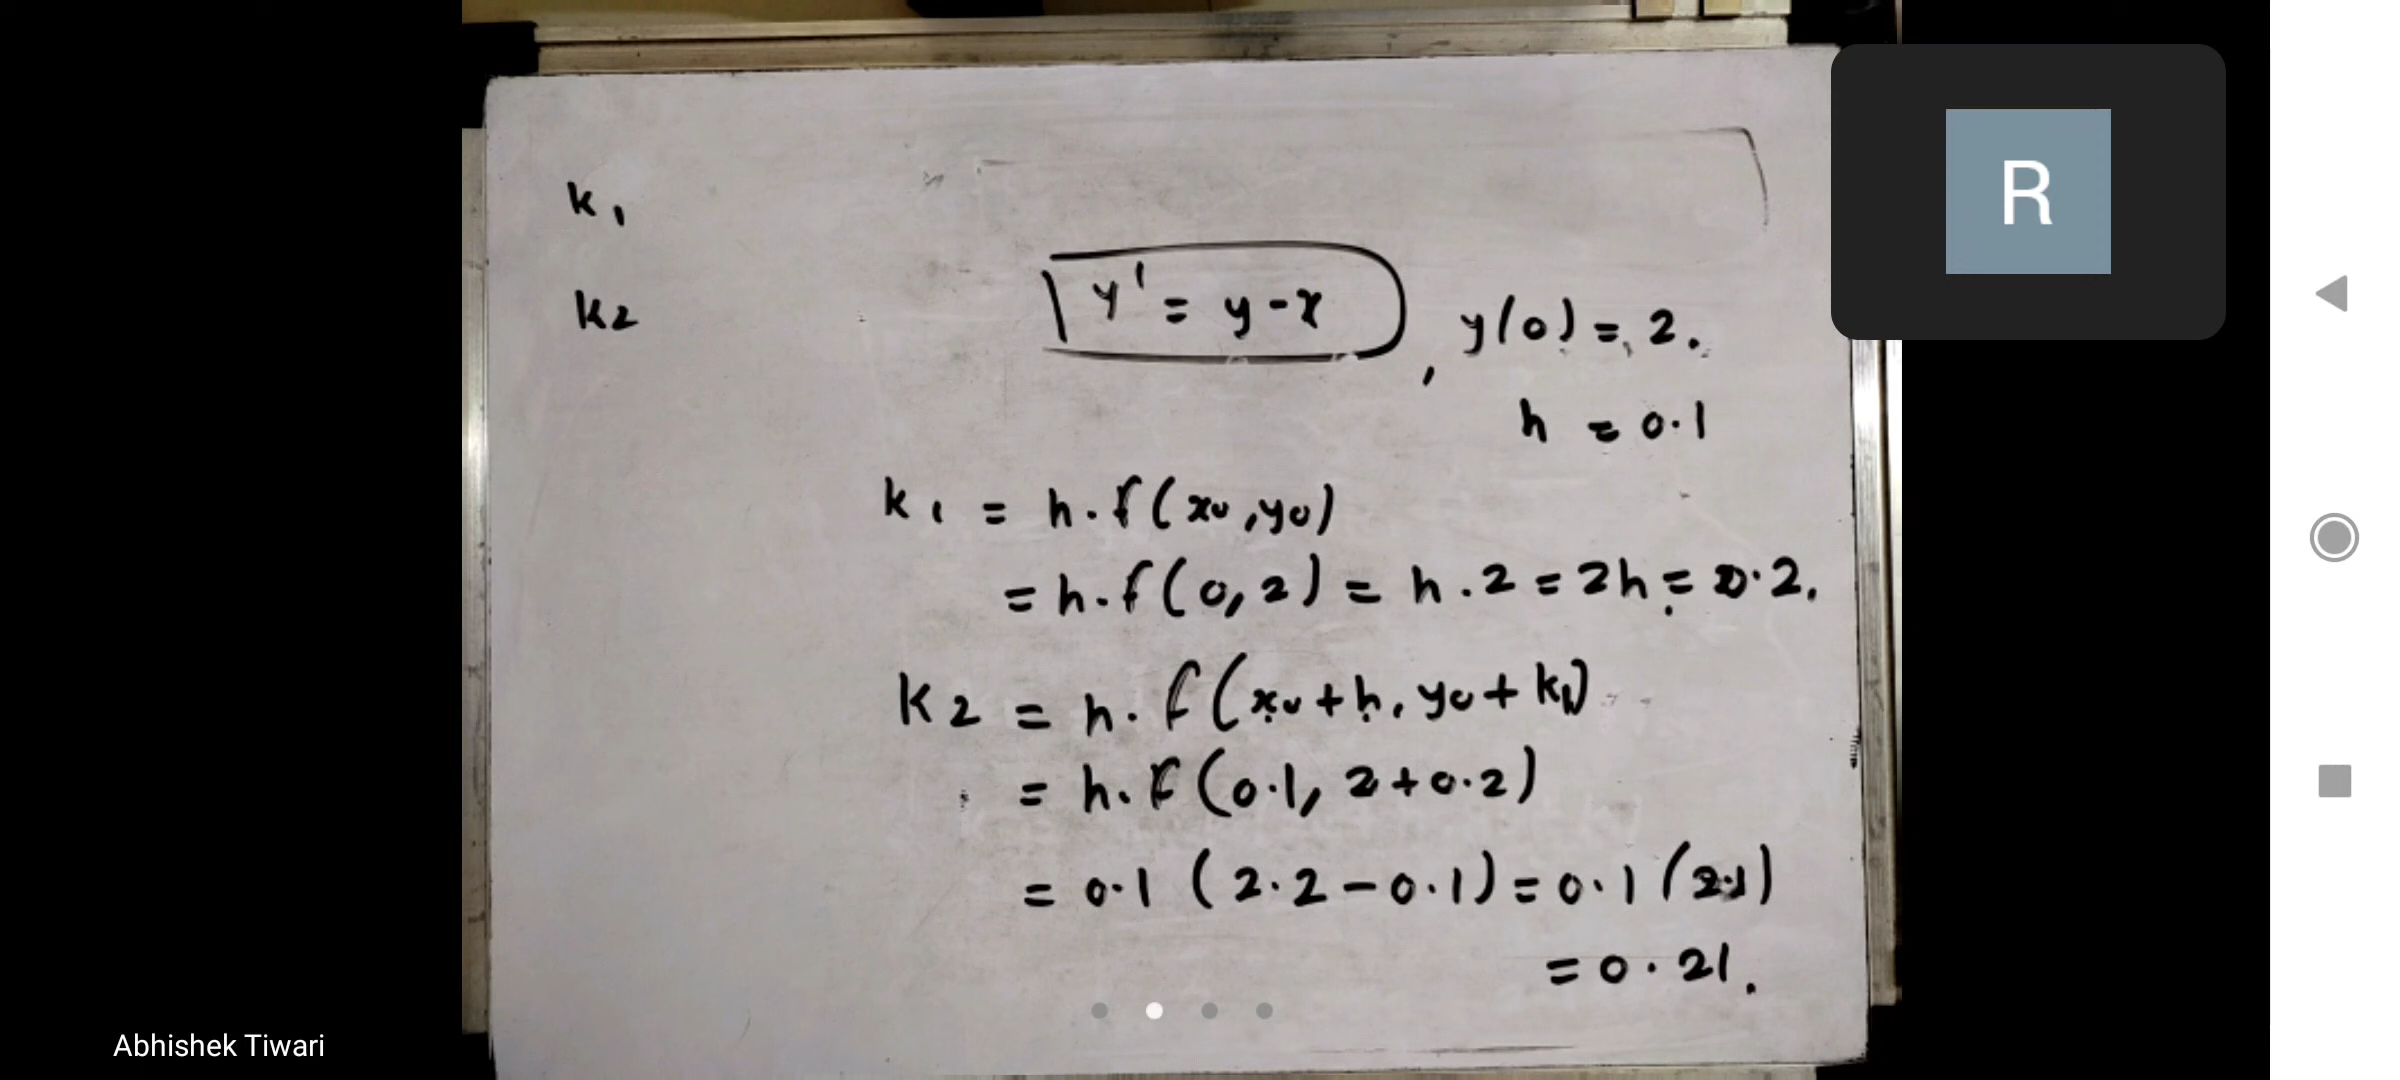 k1
k2
y' = y - x , y(0) = 2.
h = 0.1
k1 = h.f(x0,y0)
= h.f(0,2) = h.2 = 2h = 0.2.
k2 = h.f(x0+h, y0+k1)
= h.f(0.1, 2+0.2)
= 0.1 (2.2-0.1) = 0.1 (2.1)
= 0.21.
R
Abhishek Tiwari